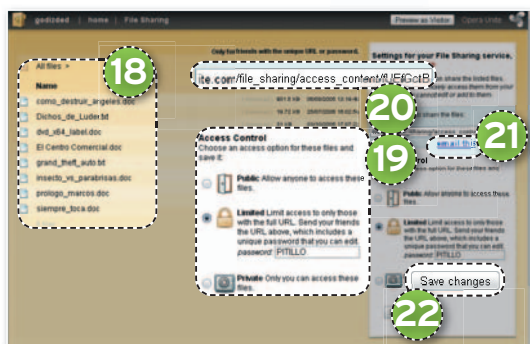 godzded | home | File Sharing
Preview as Visitor
Opera Unite
Only for friends with the unique URL or password.
Settings for your File Sharing service,
18
All files >
Name
como_destruir_angeles.doc
Dichos_de_Luder.txt
dvd_x64_label.doc
El Centro Comercial.doc
grand_theft_auto.txt
insecto_vs_parabrisas.doc
prologo_marcos.doc
siempre_toca.doc
ite.com/file_sharing/access_content/fUEfGctB
20
19
21
email this
Access Control
Choose an access option for these files and
save it:
Public Allow anyone to access these
files.
Limited Limit access to only those
with the full URL. Send your friends
the URL above, which includes a
unique password that you can edit.
password: PITILLO
Private Only you can access these
files.
Public Allow anyone to access these
files.
Limited Limit access to only those
with the full URL. Send your friends
the URL above, which includes a
unique password that you can edit.
password: PITILLO
Save changes
22